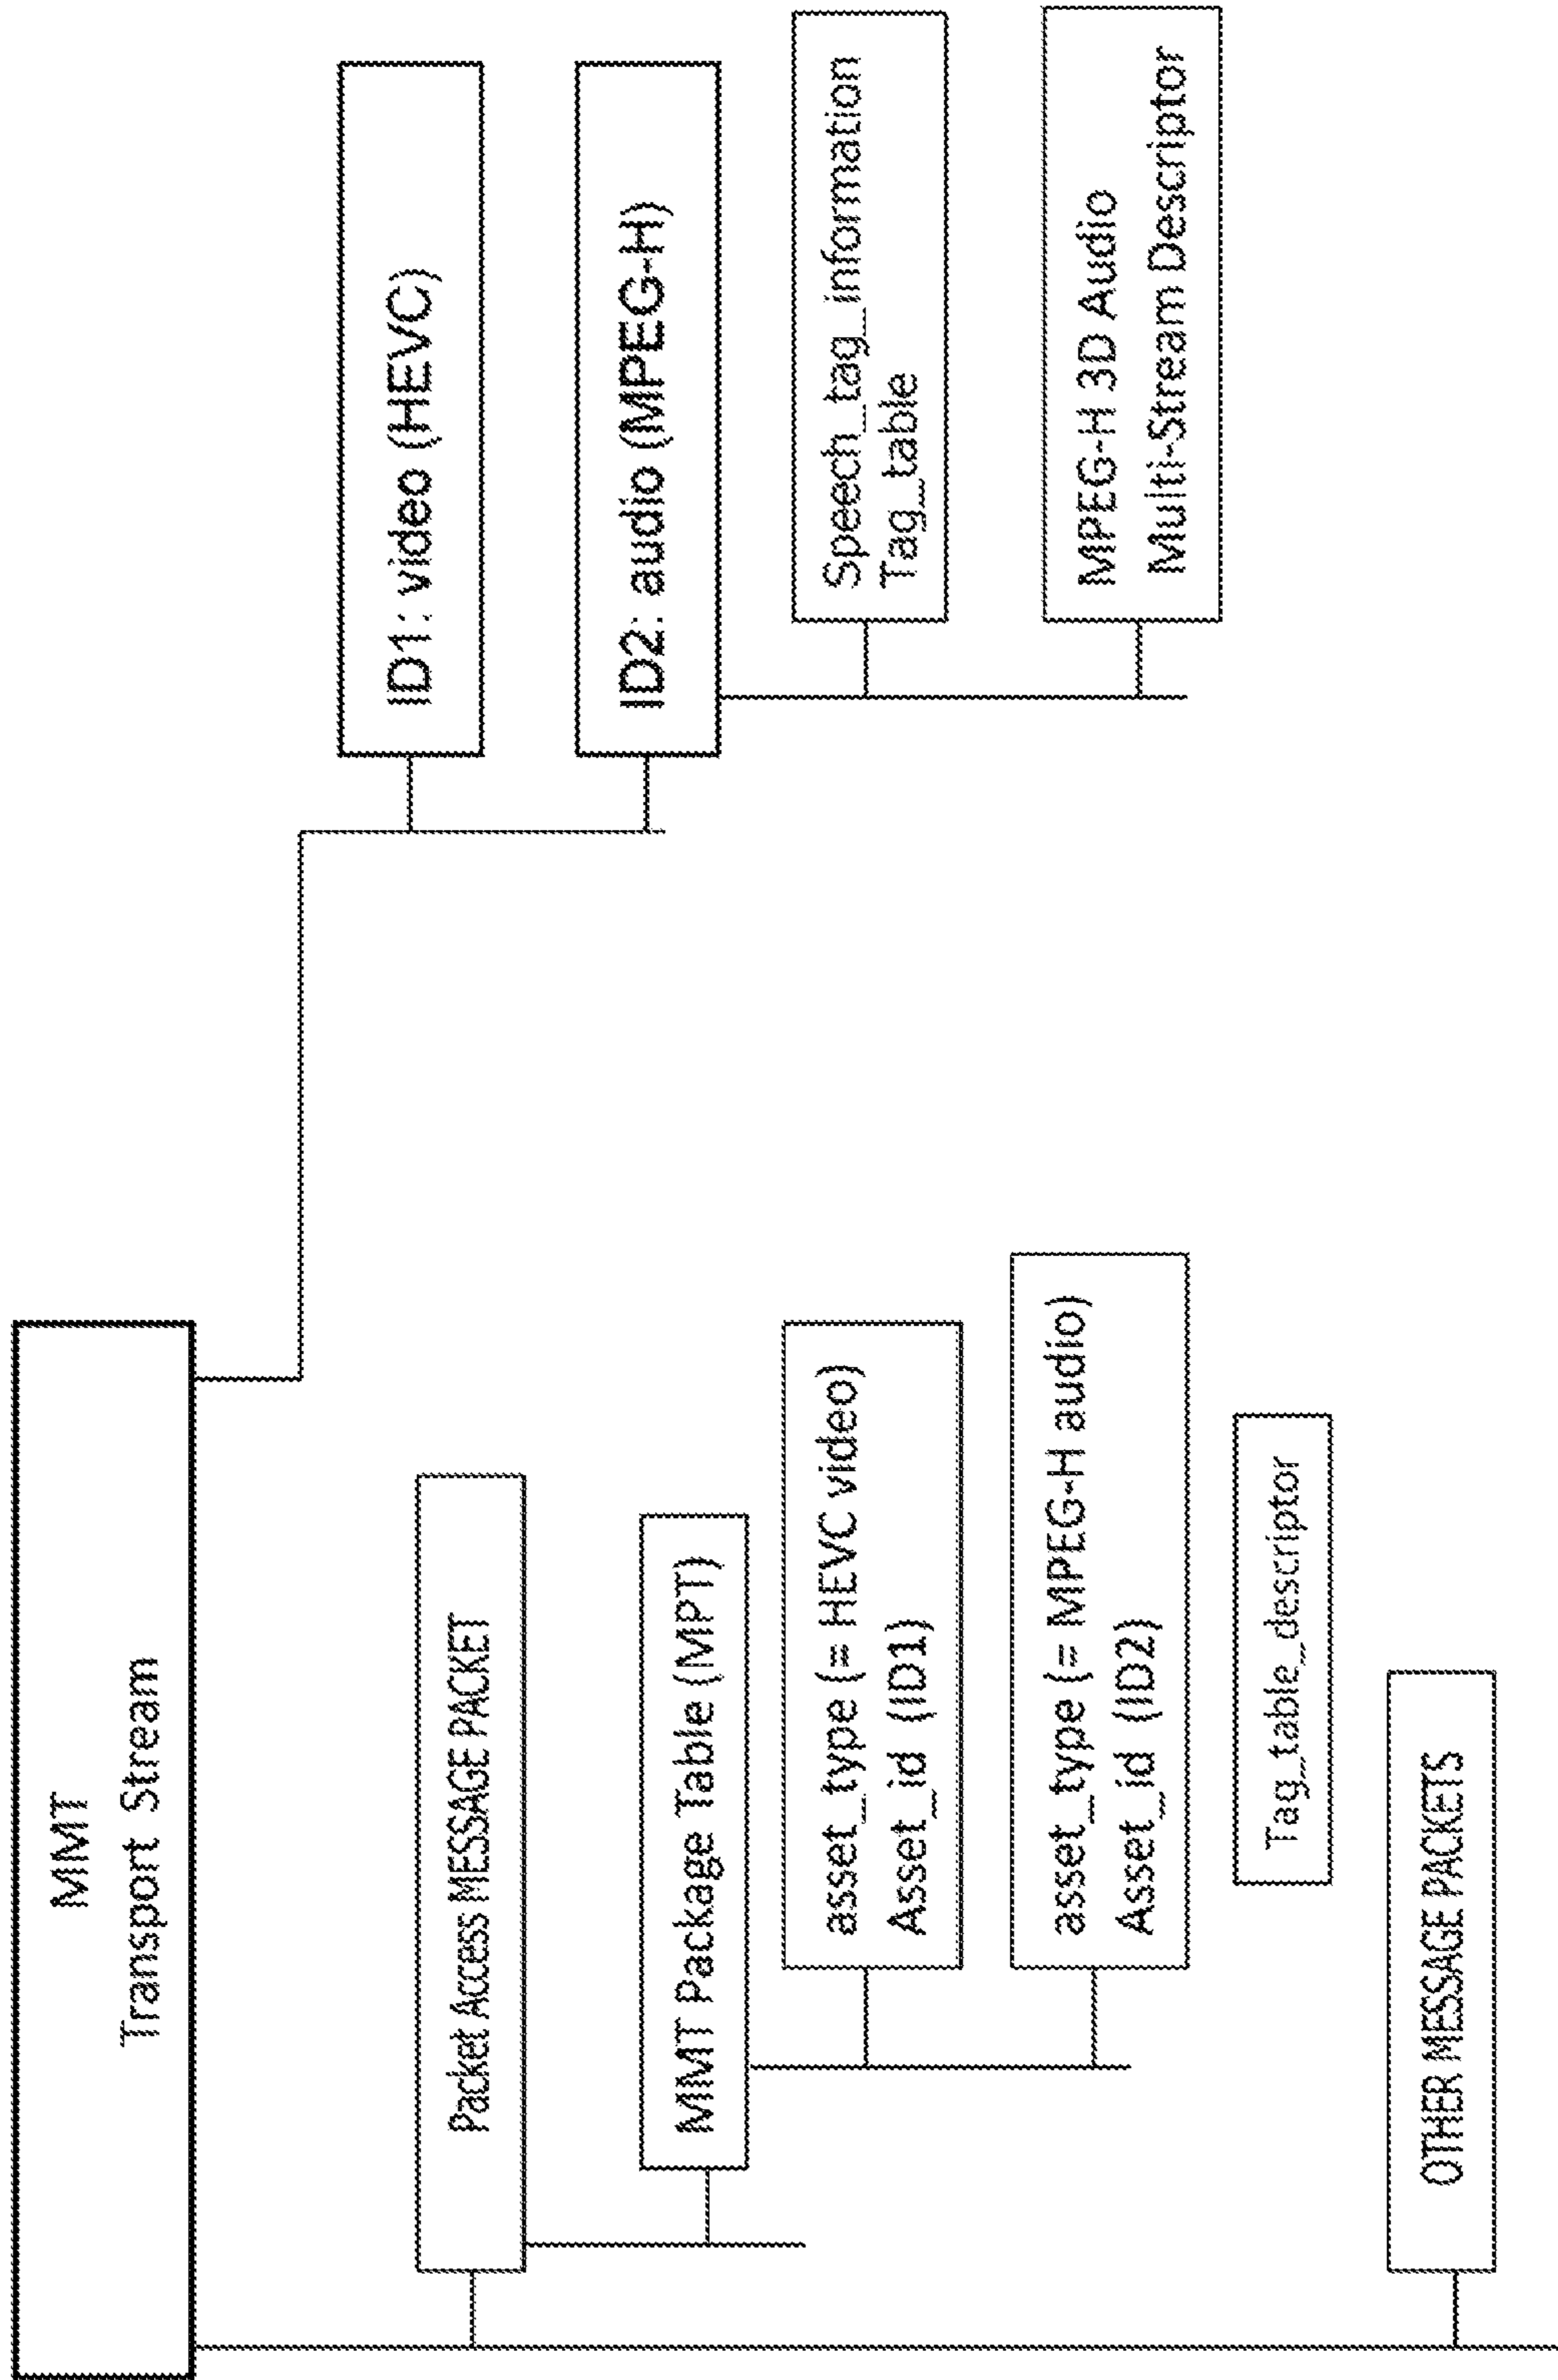 MMT
Transport Stream
Packet Access MESSAGE PACKET
MMT Package Table (MPT)
asset_type (= HEVC video)
Asset_id (ID1)
asset_type (= MPEG-H audio)
Asset_id (ID2)
Tag_table_descriptor
OTHER MESSAGE PACKETS
ID1: video (HEVC)
ID2: audio (MPEG-H)
Speech_tag_information
Tag_table
MPEG-H 3D Audio
Multi-Stream Descriptor